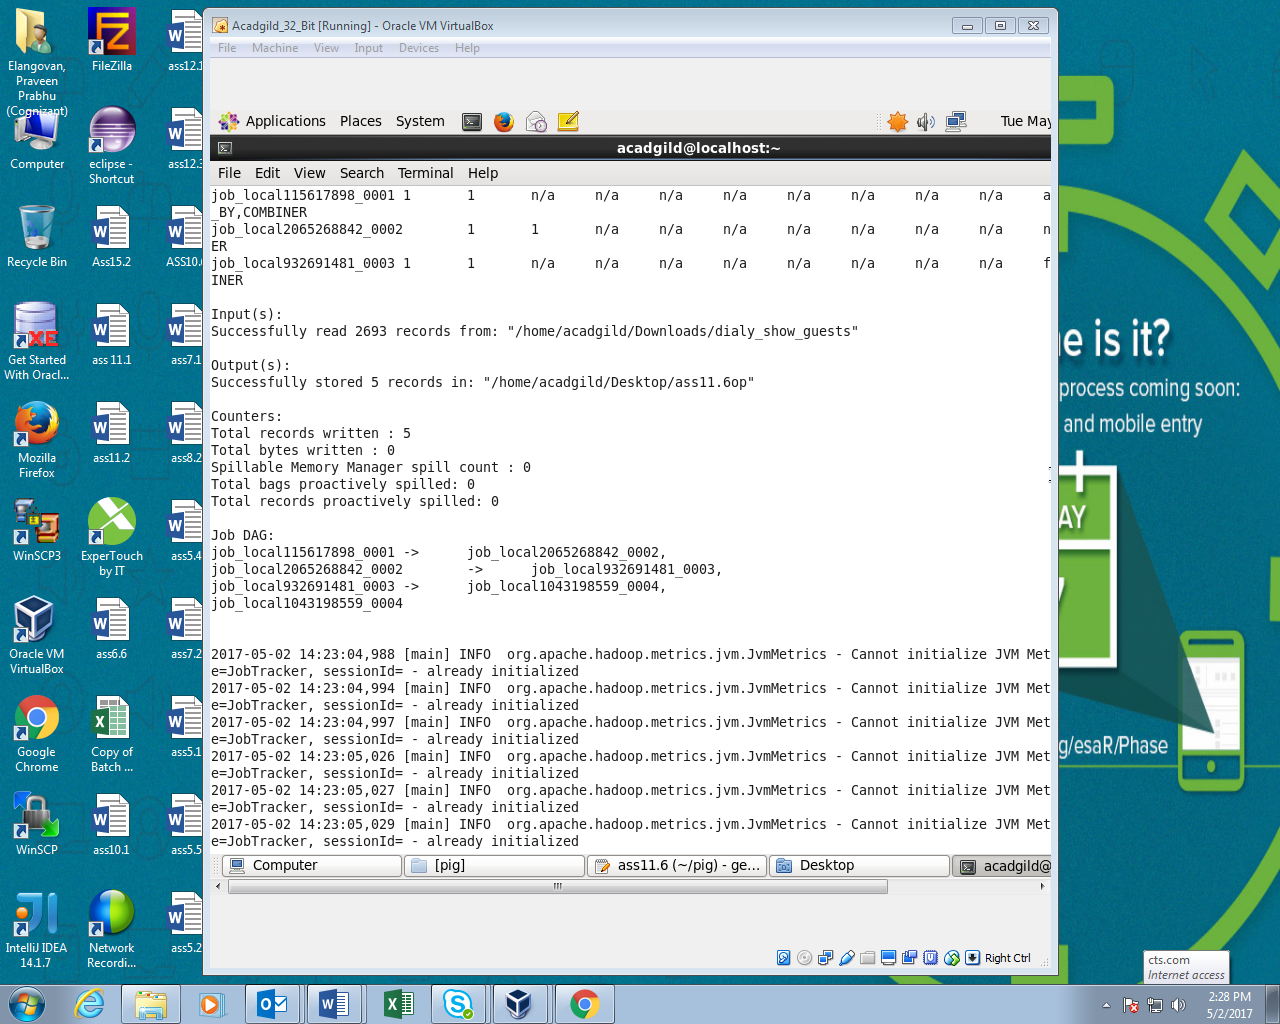 Acadgild_32_Bit [Running] - Oracle VM VirtualBox
File Machine View Input Devices Help
Applications Places System
Tue May
acadgild@localhost:~
File Edit View Search Terminal Help
job_local115617898_0001 1 1 n/a n/a n/a n/a n/a n/a n/a n/a a
_BY,COMBINER
job_local2065268842_0002 1 1 n/a n/a n/a n/a n/a n/a n/a n
ER
job_local932691481_0003 1 1 n/a n/a n/a n/a n/a n/a n/a n/a f
INER
Input(s):
Successfully read 2693 records from: "/home/acadgild/Downloads/dialy_show_guests"
Output(s):
Successfully stored 5 records in: "/home/acadgild/Desktop/ass11.6op"
Counters:
Total records written : 5
Total bytes written : 0
Spillable Memory Manager spill count : 0
Total bags proactively spilled: 0
Total records proactively spilled: 0
Job DAG:
job_local115617898_0001 -> job_local2065268842_0002,
job_local2065268842_0002 -> job_local932691481_0003,
job_local932691481_0003 -> job_local1043198559_0004,
job_local1043198559_0004
2017-05-02 14:23:04,988 [main] INFO org.apache.hadoop.metrics.jvm.JvmMetrics - Cannot initialize JVM Met
e=JobTracker, sessionId= - already initialized
2017-05-02 14:23:04,994 [main] INFO org.apache.hadoop.metrics.jvm.JvmMetrics - Cannot initialize JVM Met
e=JobTracker, sessionId= - already initialized
2017-05-02 14:23:04,997 [main] INFO org.apache.hadoop.metrics.jvm.JvmMetrics - Cannot initialize JVM Met
e=JobTracker, sessionId= - already initialized
2017-05-02 14:23:05,026 [main] INFO org.apache.hadoop.metrics.jvm.JvmMetrics - Cannot initialize JVM Met
e=JobTracker, sessionId= - already initialized
2017-05-02 14:23:05,027 [main] INFO org.apache.hadoop.metrics.jvm.JvmMetrics - Cannot initialize JVM Met
e=JobTracker, sessionId= - already initialized
2017-05-02 14:23:05,029 [main] INFO org.apache.hadoop.metrics.jvm.JvmMetrics - Cannot initialize JVM Met
e=JobTracker, sessionId= - already initialized
Computer [pig] ass11.6 (~/pig) - ge... Desktop acadgild@
Right Ctrl
Elangovan,
Praveen
Prabhu
(Cognizant)
FileZilla
ass12.1
Computer
eclipse -
Shortcut
ass12.3
Recycle Bin
Ass15.2
ASS10.
Get Started
With Oracl...
ass 11.1
ass7.1
Mozilla
Firefox
ass11.2
ass8.2
WinSCP3
ExperTouch
by IT
ass5.4
Oracle VM
VirtualBox
ass6.6
ass7.2
Google
Chrome
Copy of
Batch ...
ass5.1
WinSCP
ass10.1
ass5.5
IntelliJ IDEA
14.1.7
Network
Recordi...
ass5.2
e is it?
process coming soon:
and mobile entry
AY
7
g/esaR/Phase
cts.com
Internet access
2:28 PM
5/2/2017